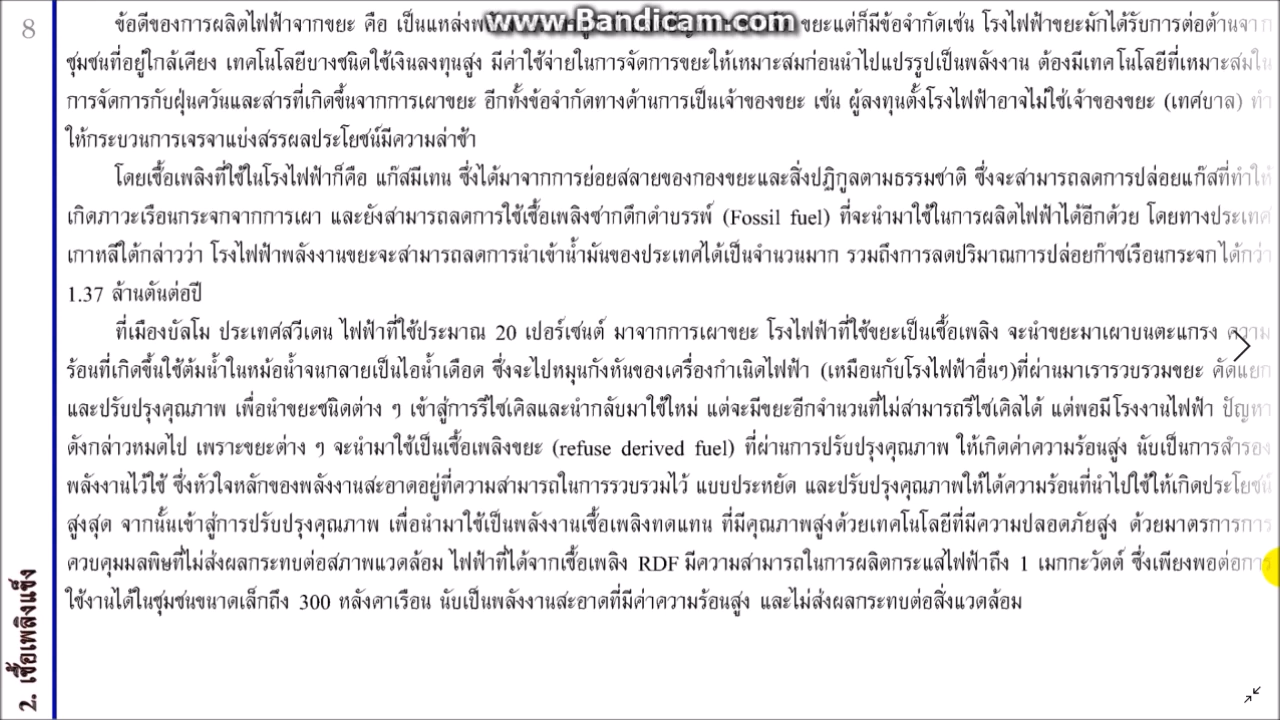 www.Bandicam.com
8
ข้อดีของการผลิตไฟฟ้าจากขยะ คือ เป็นแหล่ง ขยะแต่ก็มีข้อจำกัดเช่น โรงไฟฟ้าขยะมักได้รับการต่อต้านจาก
ชุมชนที่อยู่ใกล้เคียง เทคโนโลยีบางชนิดใช้เงินลงทุนสูง มีค่าใช้จ่ายในการจัดการขยะให้เหมาะสมก่อนนำไปแปรรูปเป็นพลังงาน ต้องมีเทคโนโลยีที่เหมาะสมใน
การจัดการกับฝุ่นควันและสารที่เกิดขึ้นจากการเผาขยะ อีกทั้งข้อจำกัดทางด้านการเป็นเจ้าของขยะ เช่น ผู้ลงทุนตั้งโรงไฟฟ้าอาจไม่ใช่เจ้าของขยะ (เทศบาล) ทำ
ให้กระบวนการเจรจาแบ่งสรรผลประโยชน์มีความล่าช้า
โดยเชื้อเพลิงที่ใช้ในโรงไฟฟ้าก็คือ แก๊สมีเทน ซึ่งได้มาจากการย่อยสลายของกองขยะและสิ่งปฏิกูลตามธรรมชาติ ซึ่งจะสามารถลดการปล่อยแก๊สที่ทำให้
เกิดภาวะเรือนกระจกจากการเผา และยังสามารถลดการใช้เชื้อเพลิงซากดึกดำบรรพ์ (Fossil fuel) ที่จะนำมาใช้ในการผลิตไฟฟ้าได้อีกด้วย โดยทางประเทศ
เกาหลีใต้กล่าวว่า โรงไฟฟ้าพลังงานขยะจะสามารถลดการนำเข้าน้ำมันของประเทศได้เป็นจำนวนมาก รวมถึงการลดปริมาณการปล่อยก๊าซเรือนกระจกได้กว่า
1.37 ล้านตันต่อปี
ที่เมืองบัสโม ประเทศสวีเดน ไฟฟ้าที่ใช้ประมาณ 20 เปอร์เซนต์ มาจากการเผาขยะ โรงไฟฟ้าที่ใช้ขยะเป็นเชื้อเพลิง จะนำขยะมาเผาบนตะแกรง ความ
ร้อนที่เกิดขึ้นใช้ต้มน้ำในหม้อน้ำจนกลายเป็นไอน้ำเดือด ซึ่งจะไปหมุนกังหันของเครื่องกำเนิดไฟฟ้า (เหมือนกับโรงไฟฟ้าอื่นๆ)ที่ผ่านมาเรารวบรวมขยะ คัดแยก
และปรับปรุงคุณภาพ เพื่อนำขยะชนิดต่าง ๆ เข้าสู่การรีไซเคิลและนำกลับมาใช้ใหม่ แต่จะมีขยะอีกจำนวนที่ไม่สามารถรีไซเคิลได้ แต่พอมีโรงงานไฟฟ้า ปัญหา
ดังกล่าวหมดไป เพราะขยะต่าง ๆ จะนำมาใช้เป็นเชื้อเพลิงขยะ (refuse derived fuel) ที่ผ่านการปรับปรุงคุณภาพ ให้เกิดค่าความร้อนสูง นับเป็นการสำรอง
พลังงานไว้ใช้ ซึ่งหัวใจหลักของพลังงานสะอาดอยู่ที่ความสามารถในการรวบรวมไว้ แบบประหยัด และปรับปรุงคุณภาพให้ได้ความร้อนที่นำไปใช้ให้เกิดประโยชน์
สูงสุด จากนั้นเข้าสู่การปรับปรุงคุณภาพ เพื่อนำมาใช้เป็นพลังงานเชื้อเพลิงทดแทน ที่มีคุณภาพสูงด้วยเทคโนโลยีที่มีความปลอดภัยสูง ด้วยมาตรการการ
ควบคุมมลพิษที่ไม่ส่งผลกระทบต่อสภาพแวดล้อม ไฟฟ้าที่ได้จากเชื้อเพลิง RDF มีความสามารถในการผลิตกระแสไฟฟ้าถึง 1 เมกกะวัตต์ ซึ่งเพียงพอต่อการ
ใช้งานได้ในชุมชนขนาดเล็กถึง 300 หลังคาเรือน นับเป็นพลังงานสะอาดที่มีค่าความร้อนสูง และไม่ส่งผลกระทบต่อสิ่งแวดล้อม
2. เชื้อเพลิงแข็ง